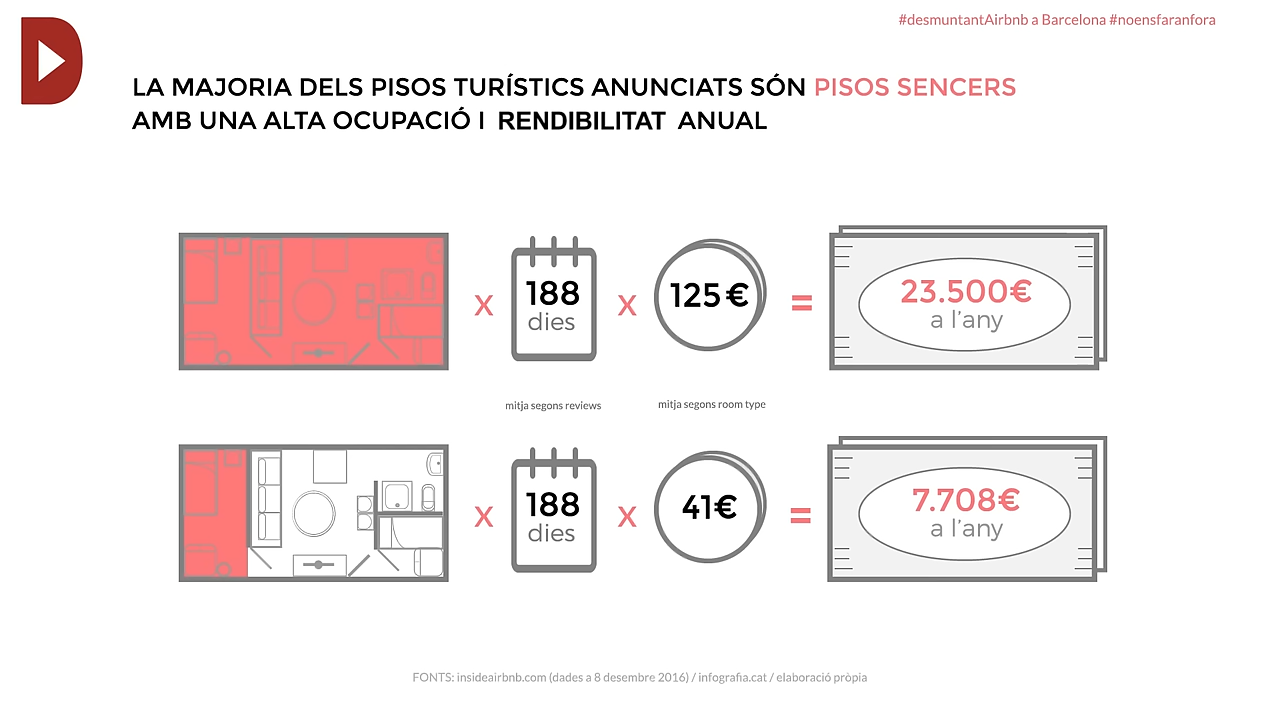 #desmuntantAirbnb a Barcelona #noensfaranfora
LA MAJORIA DELS PISOS TURÍSTICS ANUNCIATS SÓN PISOS SENCERS
AMB UNA ALTA OCUPACIÓ I RENDIBILITAT ANUAL
x 188 dies x 125€ = 23.500€ a l'any
mitja segons reviews mitja segons room type
x 188 dies x 41€ = 7.708€ a l'any
FONTS: insideairbnb.com (dades a 8 desembre 2016) / infografia.cat / elaboració pròpia